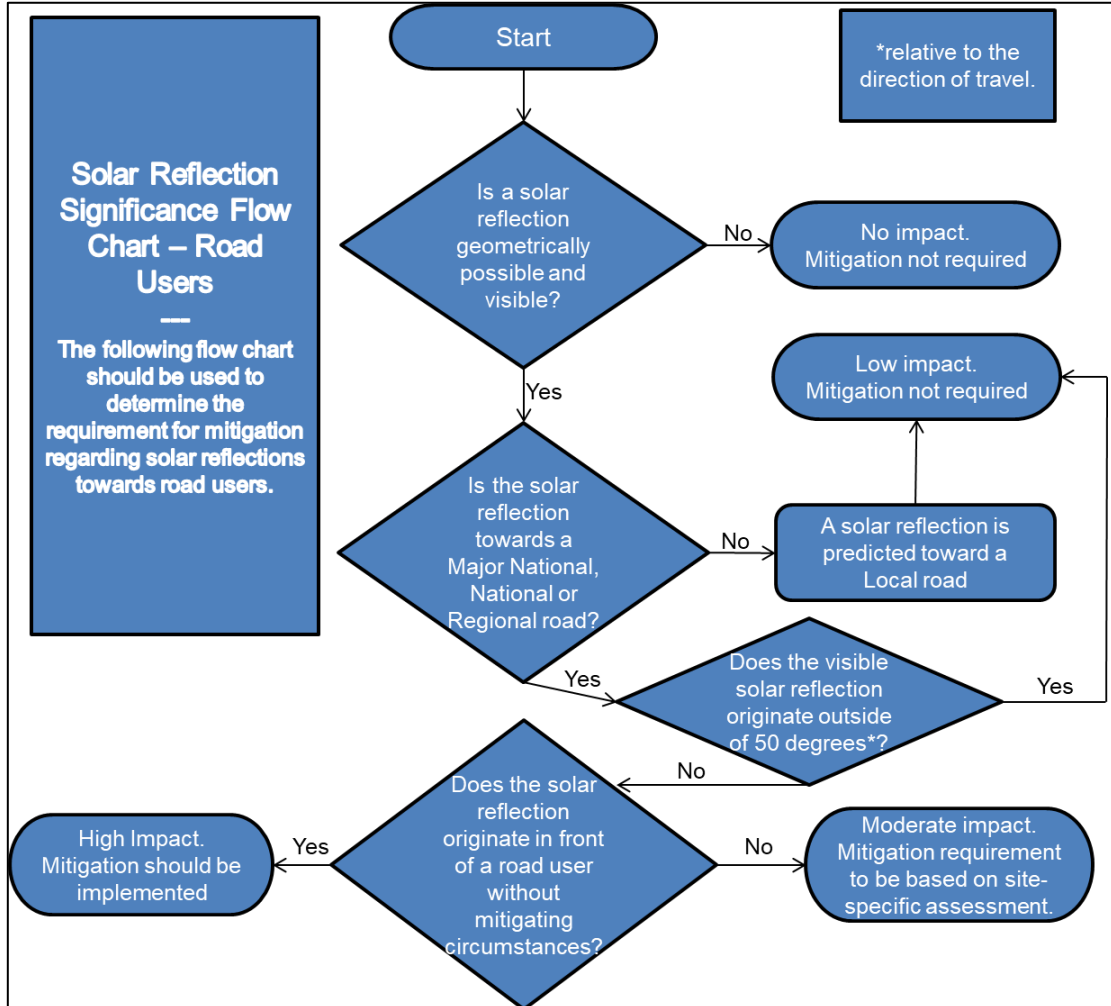 Solar Reflection
Significance Flow
Chart – Road
Users
---
The following flow chart
should be used to
determine the
requirement for mitigation
regarding solar reflections
towards road users.
Start
*relative to the
direction of travel.
Is a solar
reflection
geometrically
possible and
visible?
No
No impact.
Mitigation not required
Yes
Low impact.
Mitigation not required
Is the solar
reflection
towards a
Major National,
National or
Regional road?
No
A solar reflection is
predicted toward a
Local road
Yes
Does the visible
solar reflection
originate outside
of 50 degrees*?
Yes
No
Does the solar
reflection
originate in front
of a road user
without
mitigating
circumstances?
Yes
High Impact.
Mitigation should be
implemented
No
Moderate impact.
Mitigation requirement
to be based on site-
specific assessment.